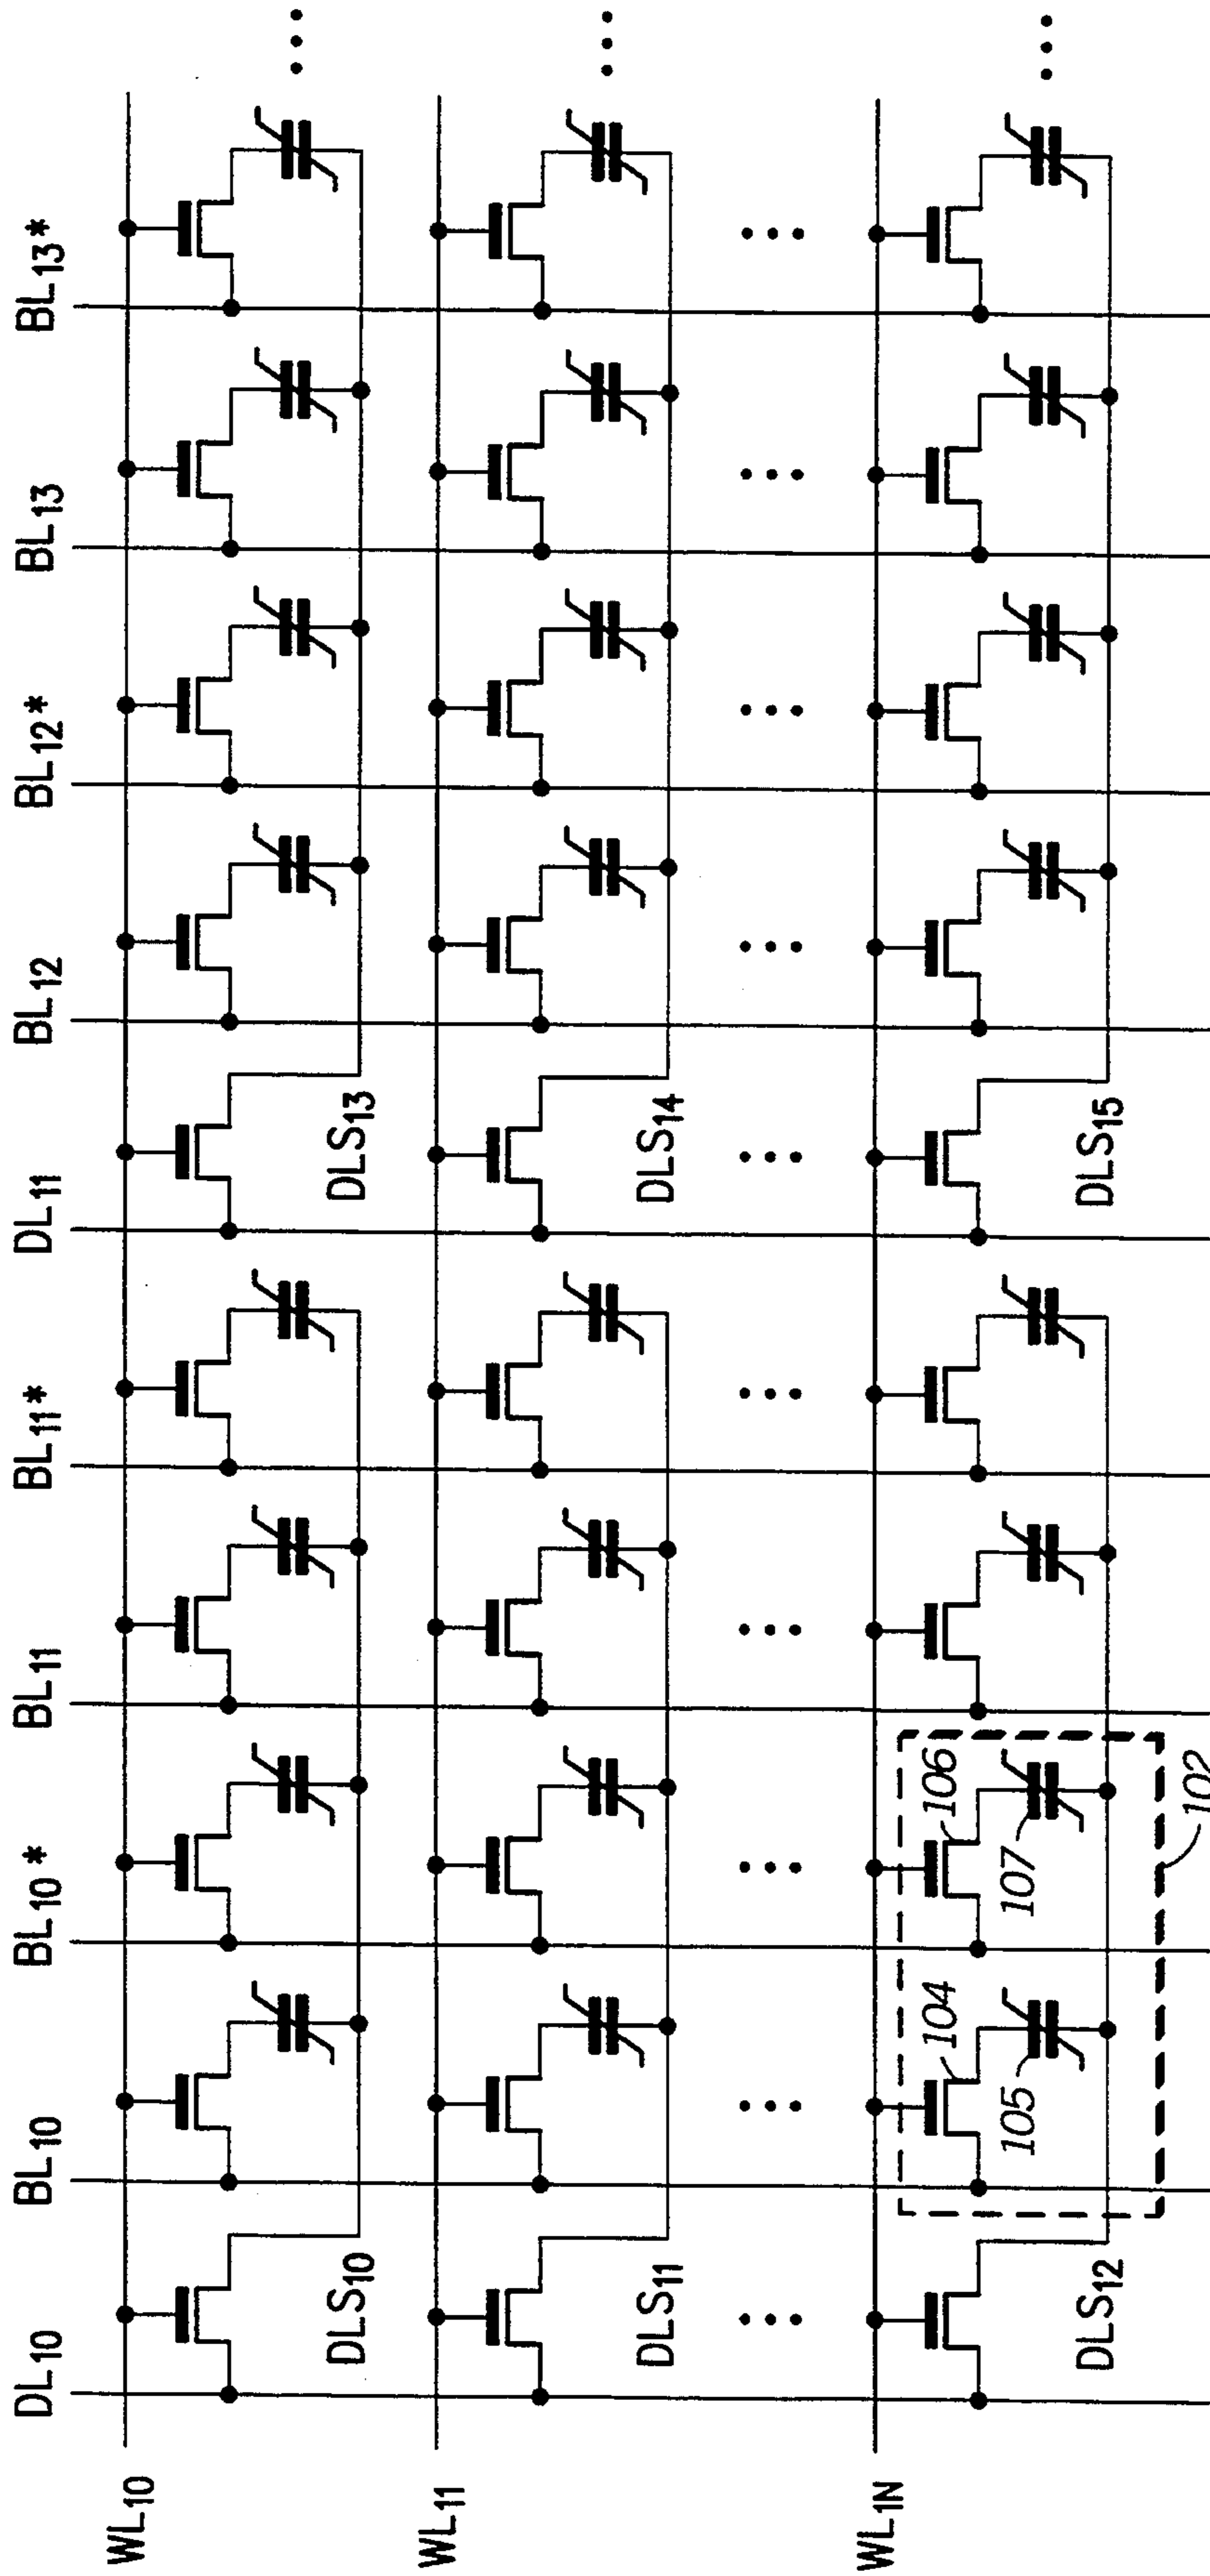 DL10 BL10 BL10* BL11 BL11* DL11 BL12 BL12* BL13 BL13*
WL10
DLS10 DLS13
WL11
DLS11 DLS14
WL1N
104 106
105 107
DLS12 DLS15
102